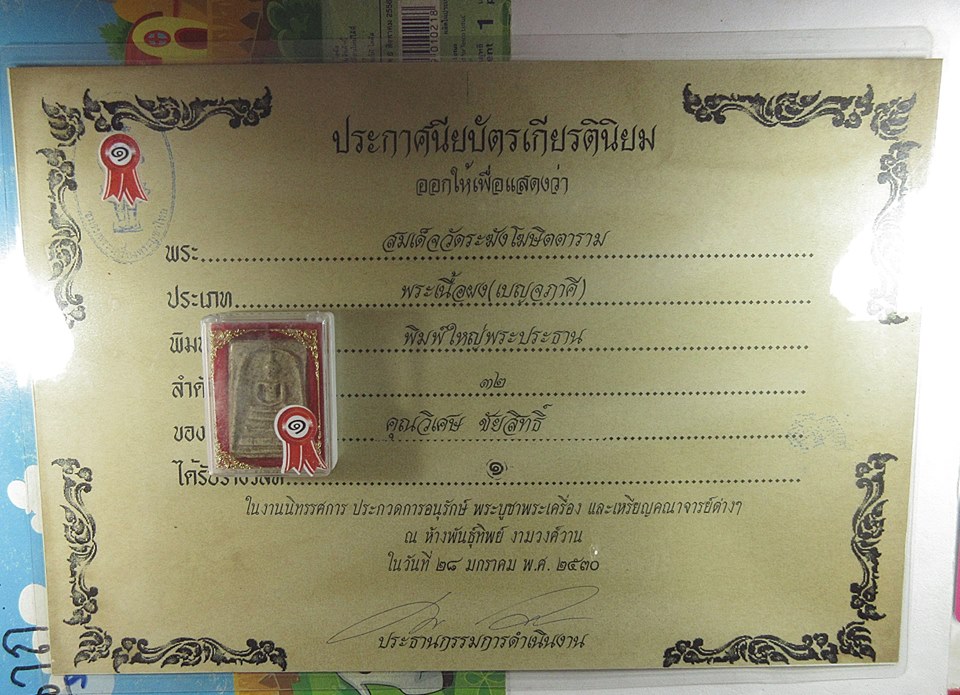 ประกาศนียบัตรเกียรตินิยม
ออกให้เพื่อแสดงว่า
๑
พระ สมเด็จวัดระฆังโฆษิตตาราม
ประเภท พระเนื้อผง(เบญจภาคี)
พิมพ์ใหญ่พระประธาน
๓๒
ของ คุณวิเศษ ชัยสิทธิ์
๑
๑
ในงานนิทรรศการ ประกวดการอนุรักษ์ พระบูชาพระเครื่อง และเหรียญคณาจารย์ต่างๆ
ณ ห้างพันธุ์ทิพย์ งามวงศ์วาน
ในวันที่ ๒๘ มกราคม พ.ศ. ๒๕๓๐
ประธานกรรมการดำเนินงาน